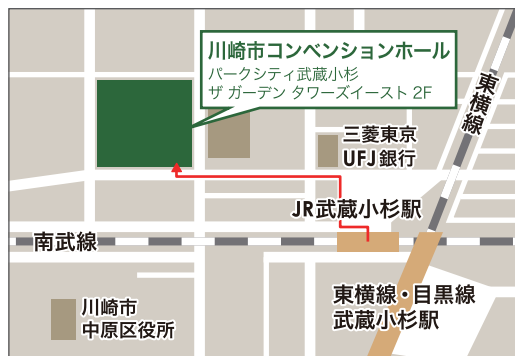 川崎市コンベンションホール
パークシティ武蔵小杉
ザ ガーデン タワーズイースト 2F
東横線
三菱東京
UFJ銀行
JR武蔵小杉駅
南武線
東横線・目黒線
武蔵小杉駅
川崎市
中原区役所